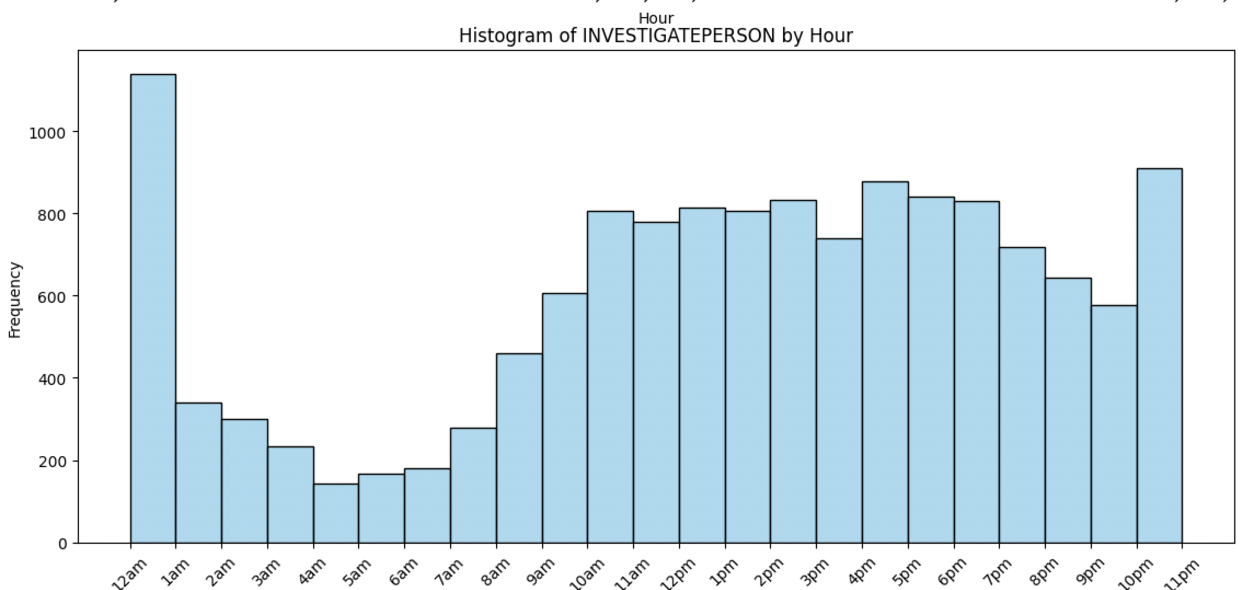 Hour
Histogram of INVESTIGATEPERSON by Hour
1000
800
600
400
200
0
Frequency
12am 1am 2am 3am 4am 5am 6am 7am 8am 9am 10am 11am 12pm 1pm 2pm 3pm 4pm 5pm 6pm 7pm 8pm 9pm 10pm 11pm